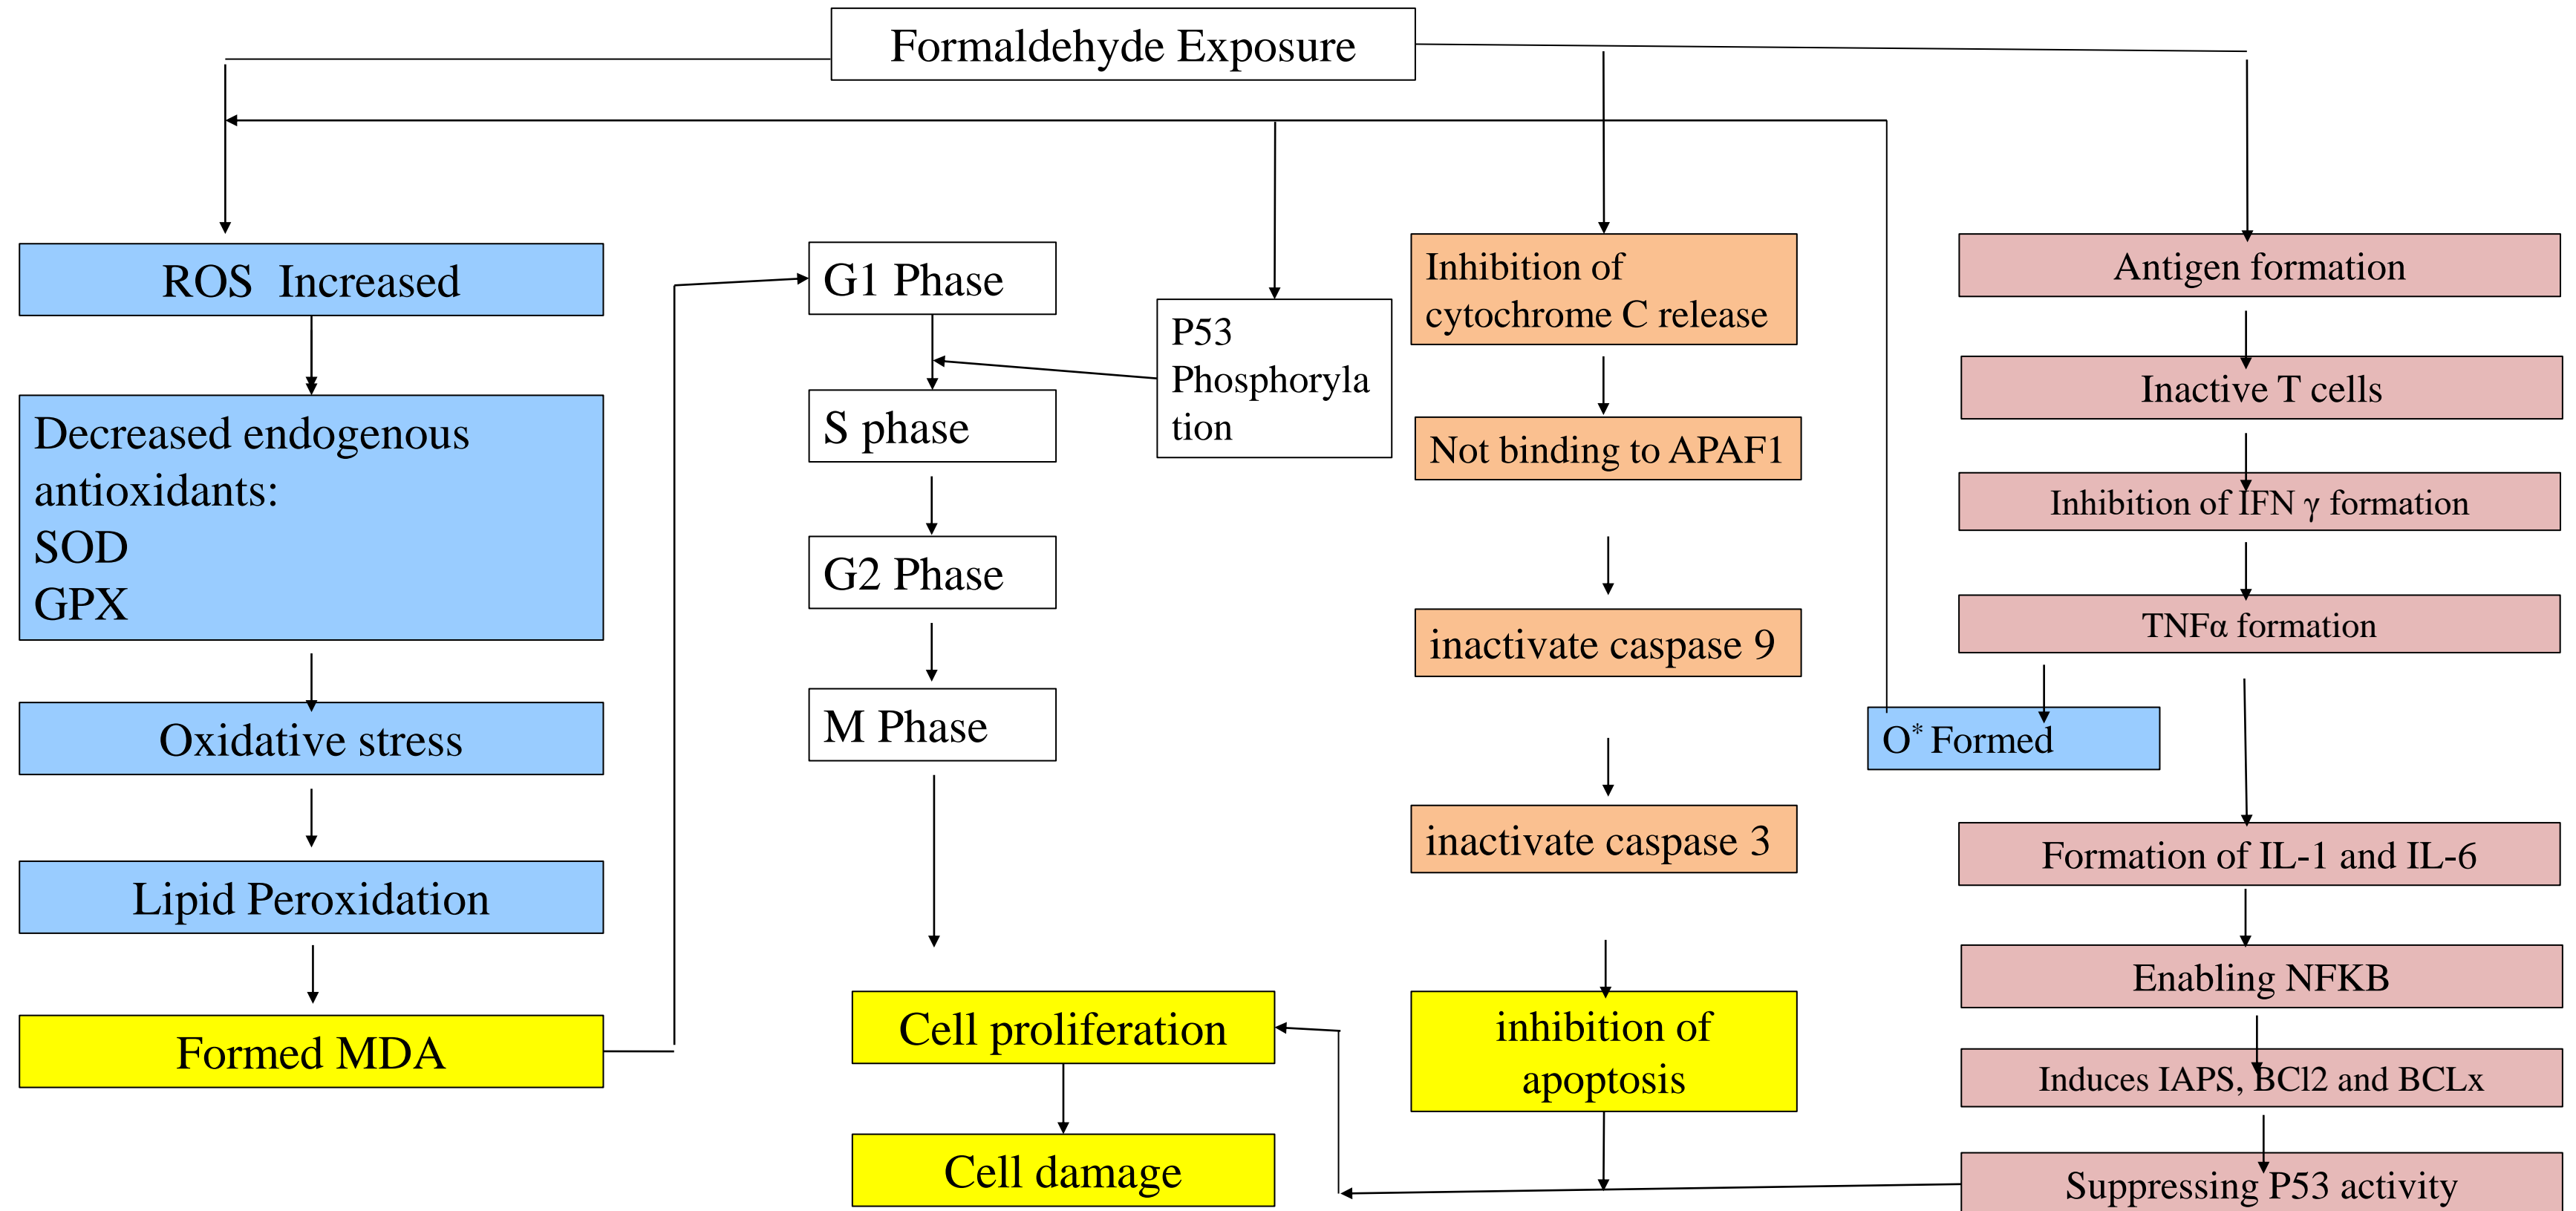 Formaldehyde Exposure
ROS  Increased
Decreased endogenous
antioxidants:
SOD
GPX
Oxidative stress
Lipid Peroxidation
Formed MDA
G1 Phase
S phase
G2 Phase
M Phase
Cell proliferation
Cell damage
P53
Phosphoryla
tion
Inhibition of
cytochrome C release
Not binding to APAF1
inactivate caspase 9
inactivate caspase 3
inhibition of
apoptosis
Antigen formation
Inactive T cells
Inhibition of IFN γ formation
TNFα formation
O* Formed
Formation of IL-1 and IL-6
Enabling NFKB
Induces IAPS, BCl2 and BCLx
Suppressing P53 activity